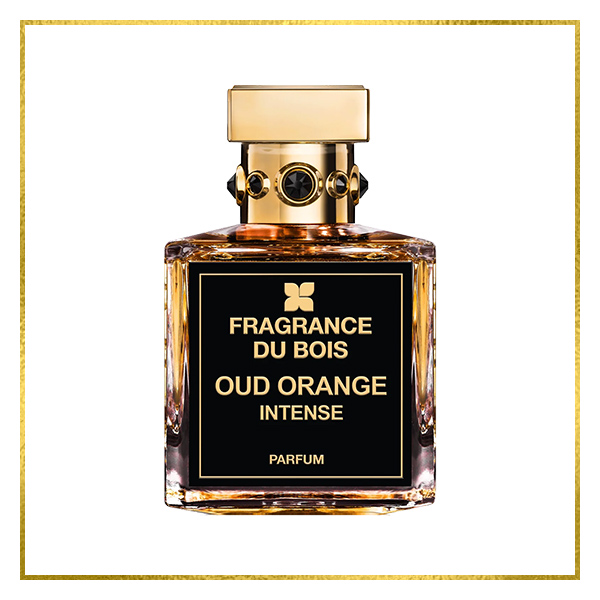 FRAGRANCE
DU BOIS
OUD ORANGE
INTENSE
PARFUM